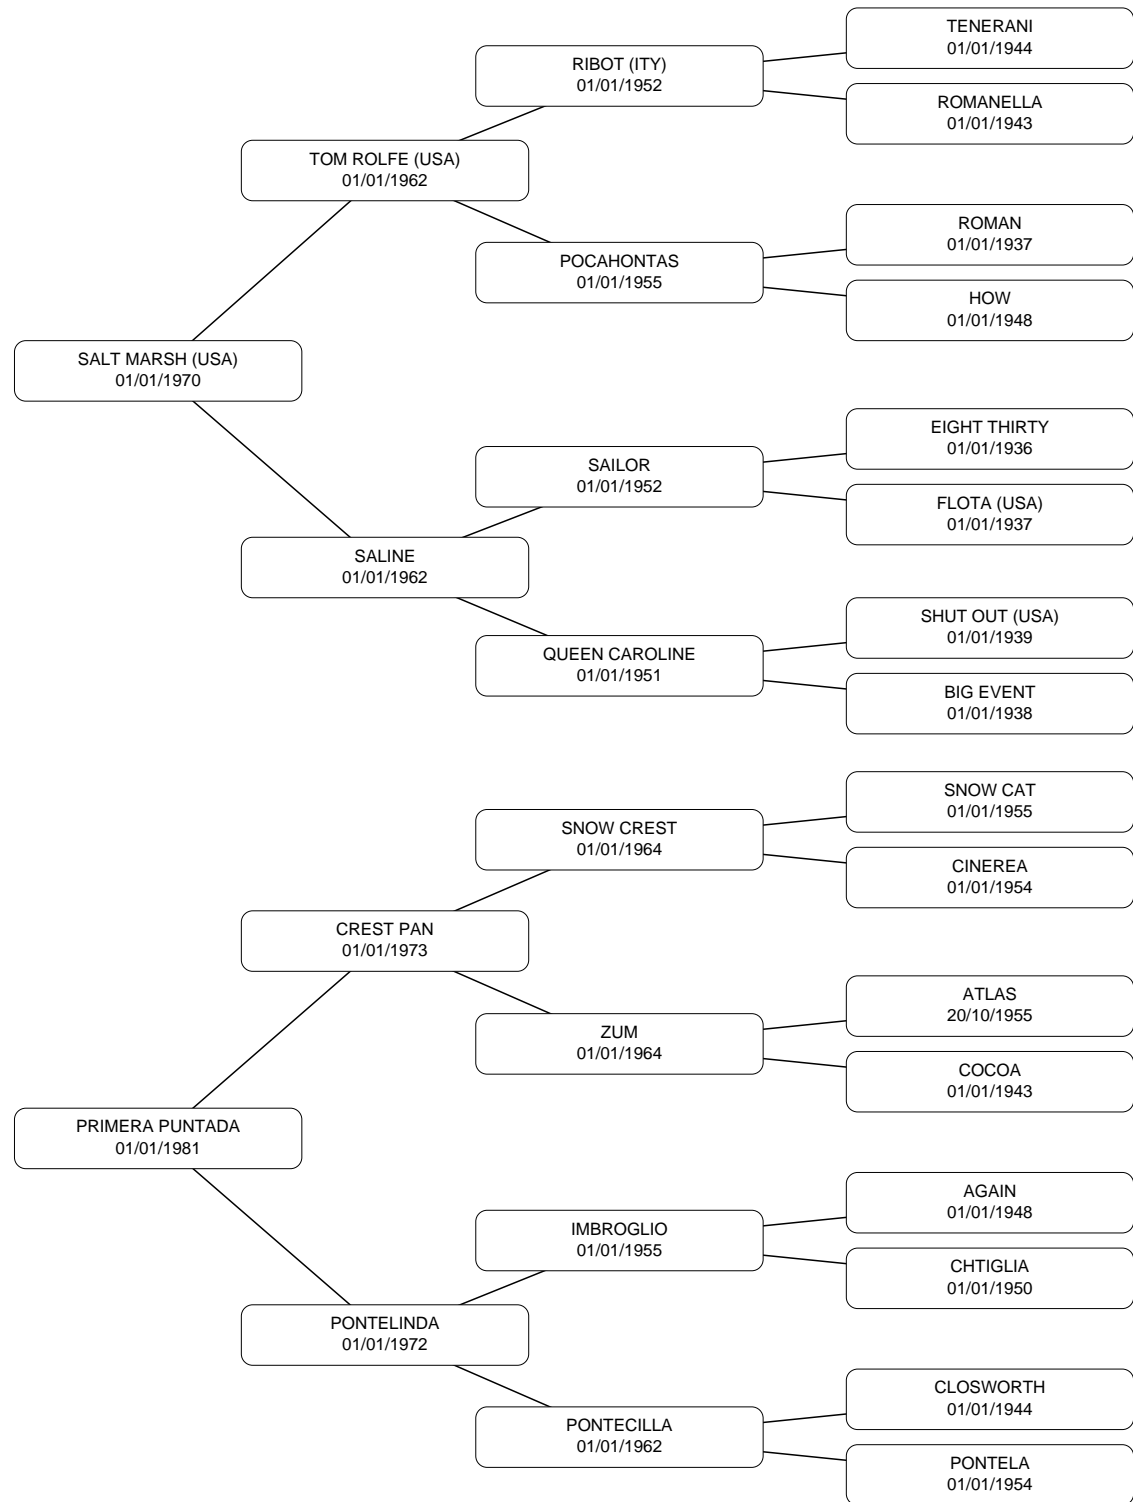 TENERANI
01/01/1944
RIBOT (ITY)
01/01/1952
ROMANELLA
01/01/1943
TOM ROLFE (USA)
01/01/1962
ROMAN
01/01/1937
POCAHONTAS
01/01/1955
HOW
01/01/1948
SALT MARSH (USA)
01/01/1970
EIGHT THIRTY
01/01/1936
SAILOR
01/01/1952
FLOTA (USA)
01/01/1937
SALINE
01/01/1962
SHUT OUT (USA)
01/01/1939
QUEEN CAROLINE
01/01/1951
BIG EVENT
01/01/1938
SNOW CAT
01/01/1955
SNOW CREST
01/01/1964
CINEREA
01/01/1954
CREST PAN
01/01/1973
ATLAS
20/10/1955
ZUM
01/01/1964
COCOA
01/01/1943
PRIMERA PUNTADA
01/01/1981
AGAIN
01/01/1948
IMBROGLIO
01/01/1955
CHTIGLIA
01/01/1950
PONTELINDA
01/01/1972
CLOSWORTH
01/01/1944
PONTECILLA
01/01/1962
PONTELA
01/01/1954